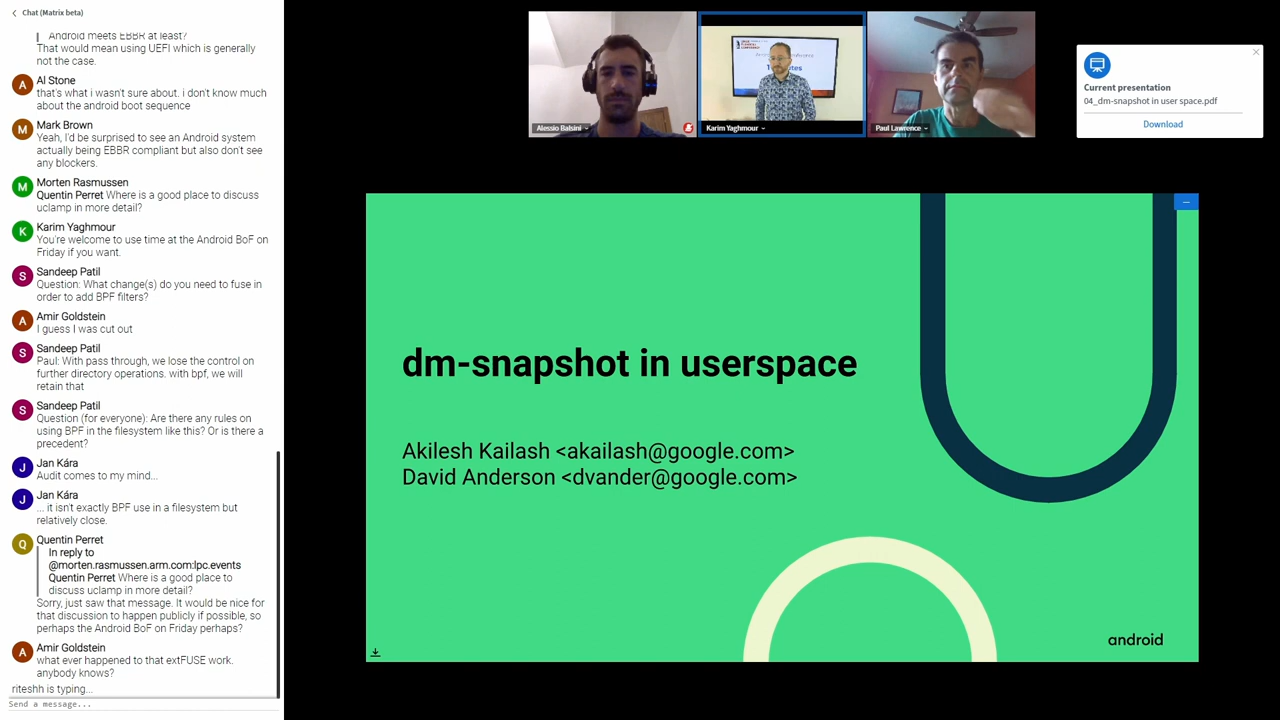 Chat (Matrix beta)
Android meets EBBR at least?
That would mean using UEFI which is generally
not the case.
A
Al Stone
that's what i wasn't sure about. i don't know much
about the android boot sequence
M
Mark Brown
Yeah, I'd be surprised to see an Android system
actually being EBBR compliant but also don't see
any blockers.
M
Morten Rasmussen
Quentin Perret Where is a good place to discuss
uclamp in more detail?
K
Karim Yaghmour
You're welcome to use time at the Android BoF on
Friday if you want.
S
Sandeep Patil
Question: What change(s) do you need to fuse in
order to add BPF filters?
A
Amir Goldstein
I guess I was cut out
S
Sandeep Patil
Paul: With pass through, we lose the control on
further directory operations. with bpf, we will
retain that
S
Sandeep Patil
Question (for everyone): Are there any rules on
using BPF in the filesystem like this? Or is there a
precedent?
J
Jan Kára
Audit comes to my mind...
J
Jan Kára
... it isn't exactly BPF use in a filesystem but
relatively close.
Q
Quentin Perret
In reply to
@morten.rasmussen.arm.com:lpc.events
Quentin Perret Where is a good place to
discuss uclamp in more detail?
Sorry, just saw that message. It would be nice for
that discussion to happen publicly if possible, so
perhaps the Android BoF on Friday perhaps?
A
Amir Goldstein
what ever happened to that extFUSE work.
anybody knows?
riteshh is typing...
Send a message...
Alessio Balsini
Karim Yaghmour
Paul Lawrence
Current presentation
04_dm-snapshot in user space.pdf
Download
dm-snapshot in userspace
Akilesh Kailash <akailash@google.com>
David Anderson <dvander@google.com>
android